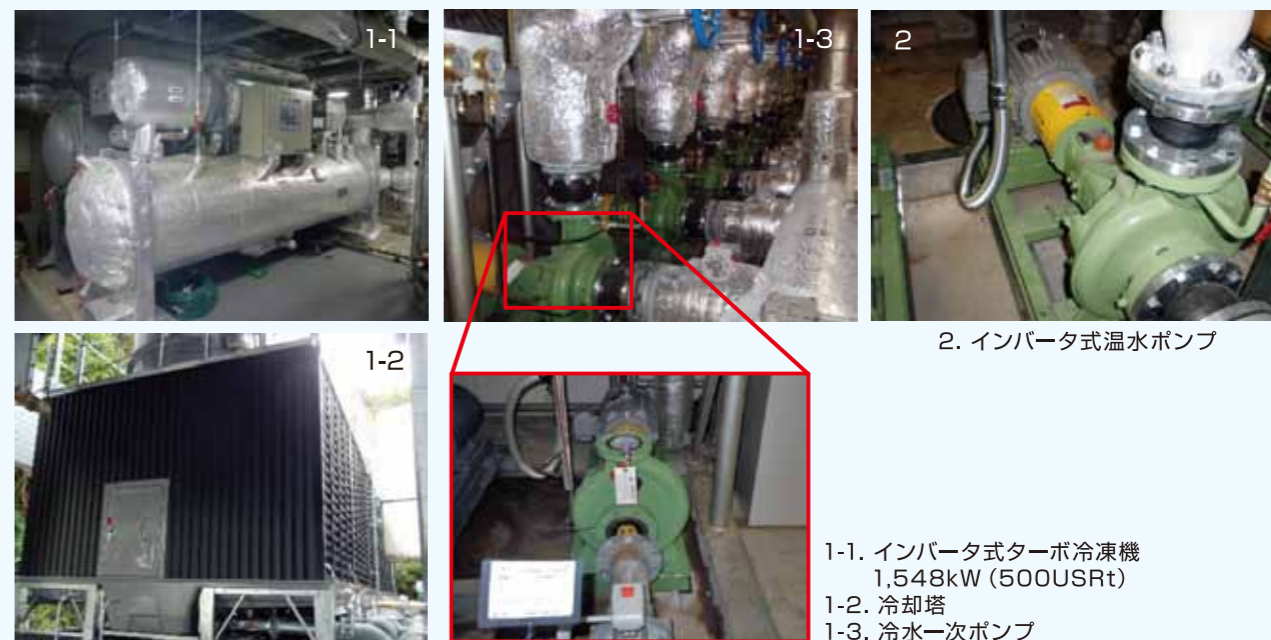 1-1
1-3
2
2. インバータ式温水ポンプ
1-2
1-1. インバータ式ターボ冷凍機
1,548kW (500USRt)
1-2. 冷却塔
1-3. 冷水一次ポンプ